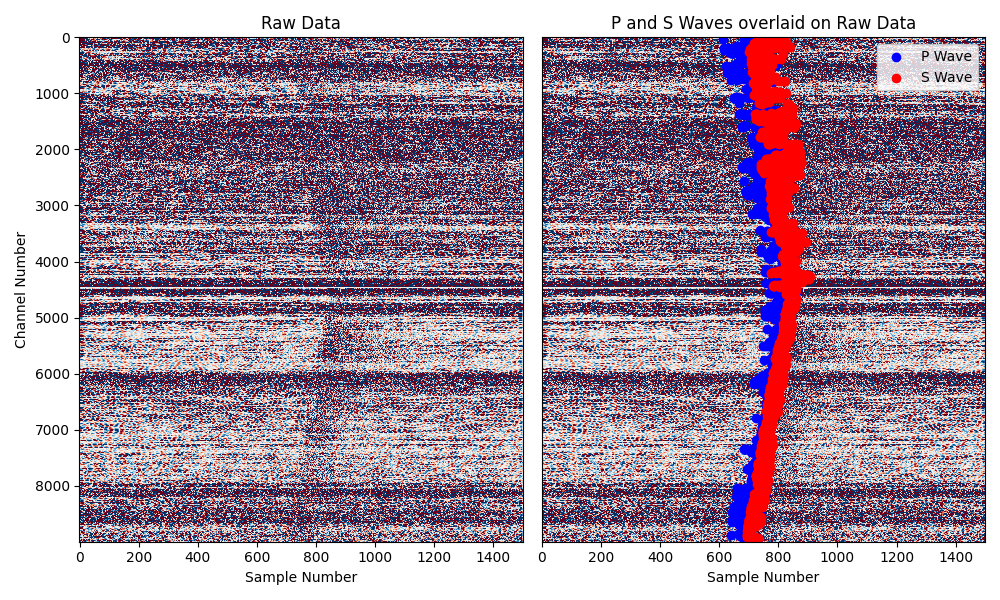 Raw Data
P and S Waves overlaid on Raw Data
P Wave
S Wave
Channel Number
0
1000
2000
3000
4000
5000
6000
7000
8000
0 200 400 600 800 1000 1200 1400
0 200 400 600 800 1000 1200 1400
Sample Number
Sample Number